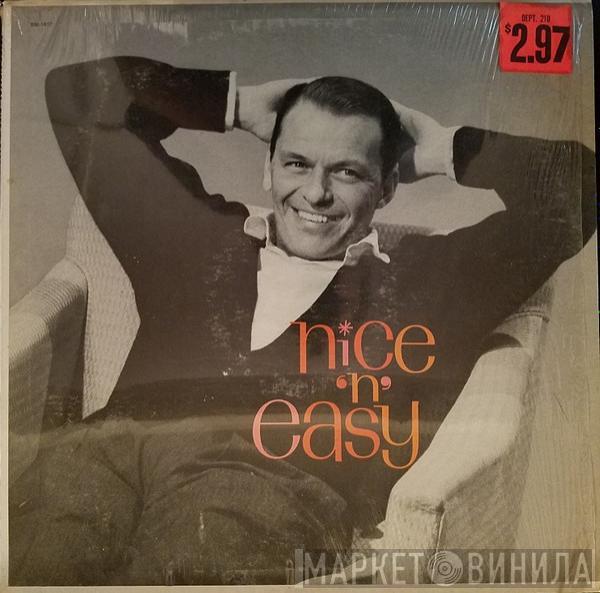 DEPT. 210
$2.97
nice
'n'
easy
МАРКЕТ ВИНИЛА